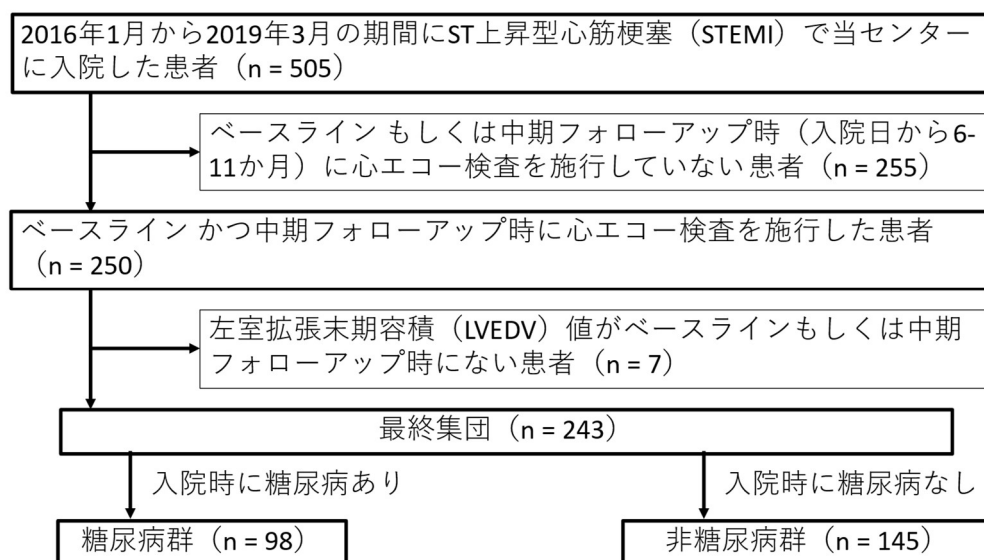 2016年1月から2019年3月の期間にST上昇型心筋梗塞（STEMI）で当センター
に入院した患者（n = 505）
ベースライン もしくは中期フォローアップ時（入院日から6-
11か月）に心エコー検査を施行していない患者（n = 255）
ベースライン かつ中期フォローアップ時に心エコー検査を施行した患者
（n = 250）
左室拡張末期容積（LVEDV）値がベースラインもしくは中期
フォローアップ時にない患者（n = 7）
最終集団（n = 243）
入院時に糖尿病あり
入院時に糖尿病なし
糖尿病群（n = 98）
非糖尿病群（n = 145）